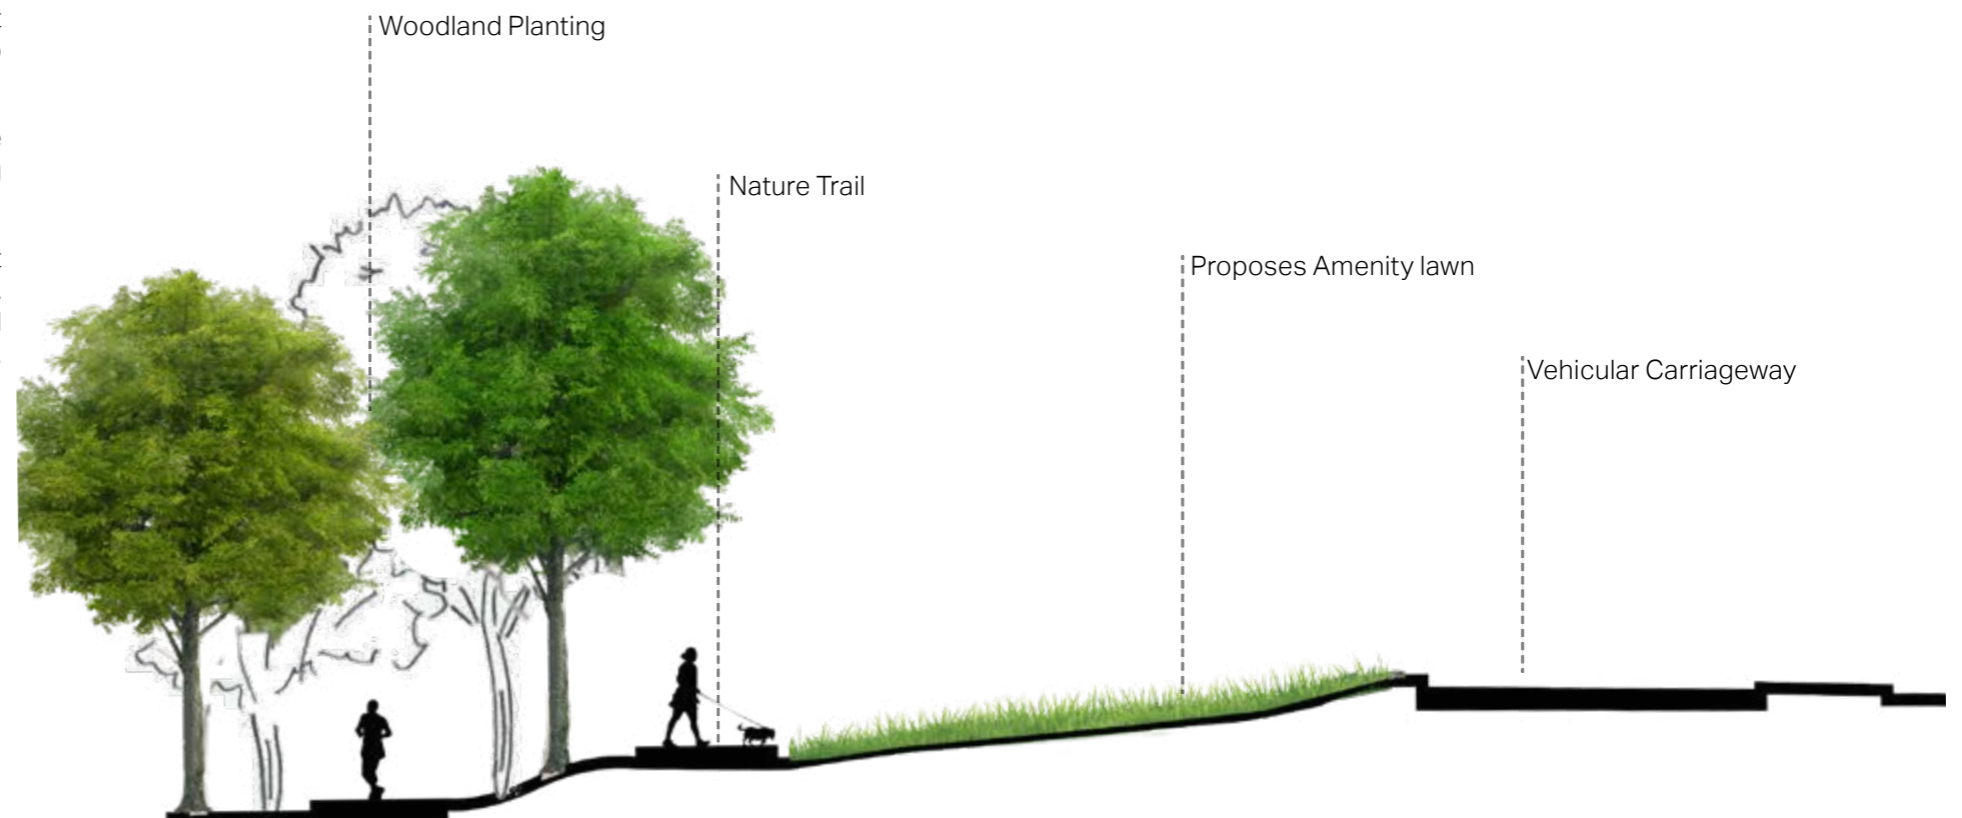 Woodland Planting
Nature Trail
Proposes Amenity lawn
Vehicular Carriageway